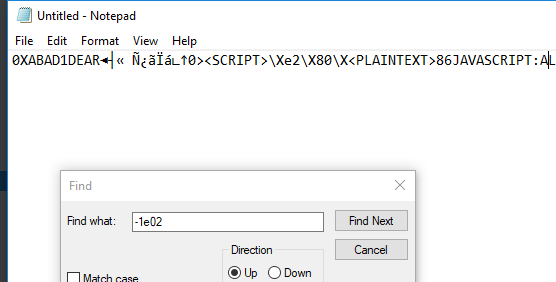 Untitled - Notepad
File Edit Format View Help
0XABAD1DEAR◄┤« Ñ¿ãÏá∟↑0><SCRIPT>\Xe2\X80\X<PLAINTEXT>86JAVASCRIPT:AL
Find
Find what: -1e02 Find Next
Cancel
Direction
Up Down
Match case